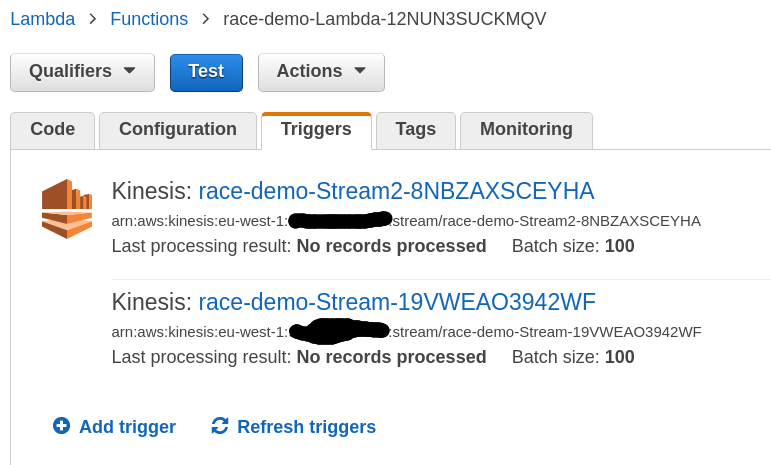 Lambda > Functions > race-demo-Lambda-12NUN3SUCKMQV
Qualifiers Test Actions
Code Configuration Triggers Tags Monitoring
Kinesis: race-demo-Stream2-8NBZAXSCEYHA
arn:aws:kinesis:eu-west-1: :stream/race-demo-Stream2-8NBZAXSCEYHA
Last processing result: No records processed Batch size: 100
Kinesis: race-demo-Stream-19VWEAO3942WF
arn:aws:kinesis:eu-west-1: :stream/race-demo-Stream-19VWEAO3942WF
Last processing result: No records processed Batch size: 100
Add trigger Refresh triggers